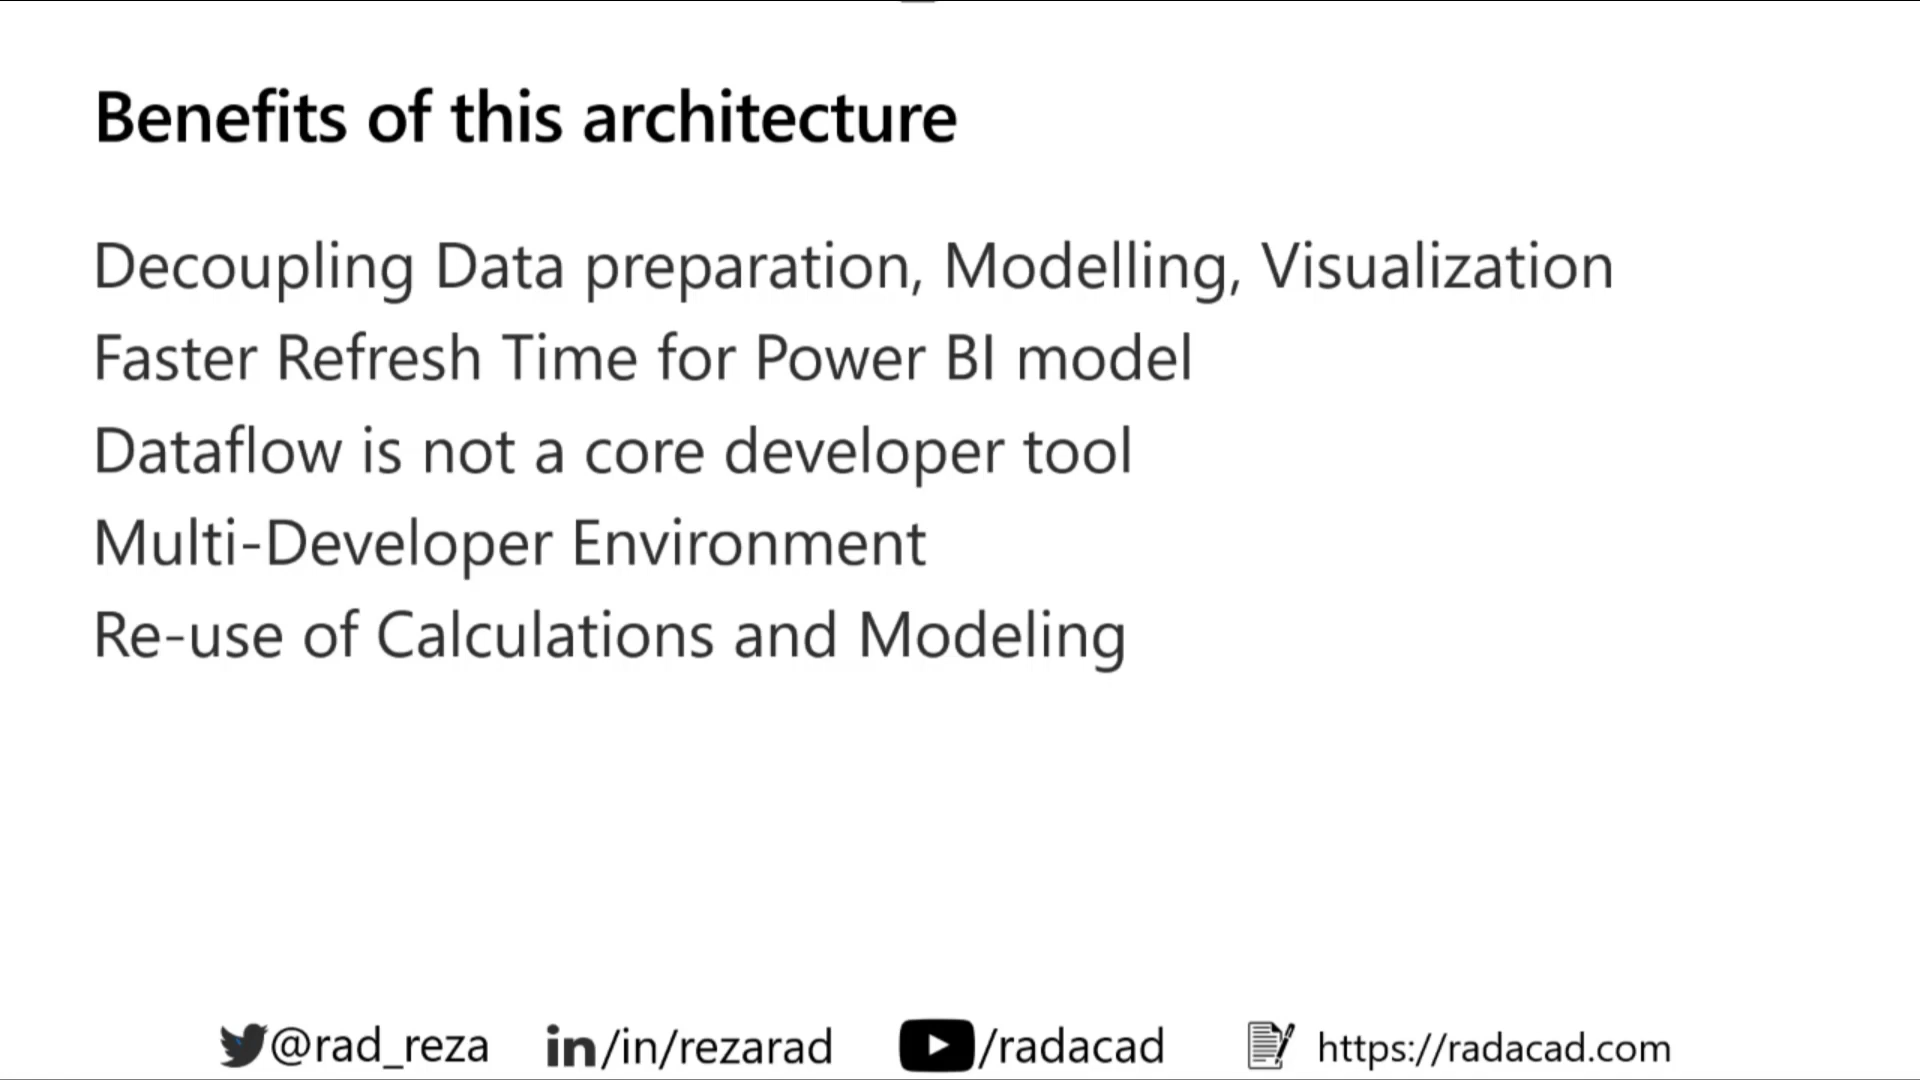 Benefits of this architecture
Decoupling Data preparation, Modelling, Visualization
Faster Refresh Time for Power BI model
Dataflow is not a core developer tool
Multi-Developer Environment
Re-use of Calculations and Modeling
@rad_reza in/in/rezarad /radacad https://radacad.com